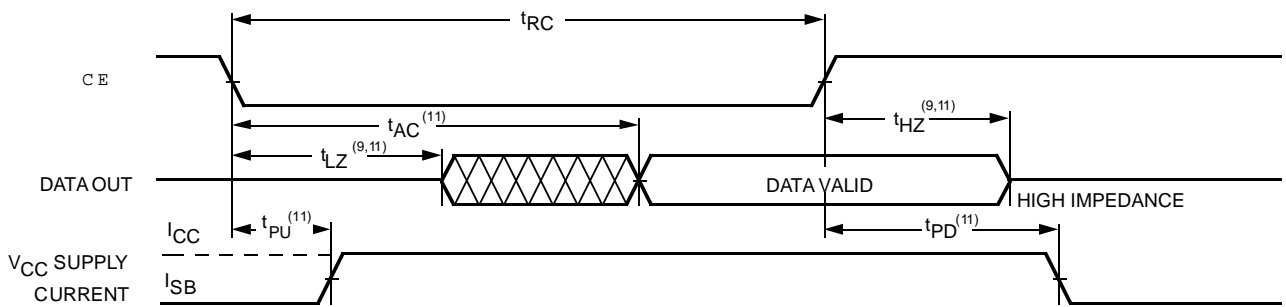 tRC
CE
tAC(11)
tHZ(9,11)
tLZ(9,11)
DATA OUT
DATA VALID
HIGH IMPEDANCE
ICC
tPU(11)
tPD(11)
VCC SUPPLY
CURRENT
ISB